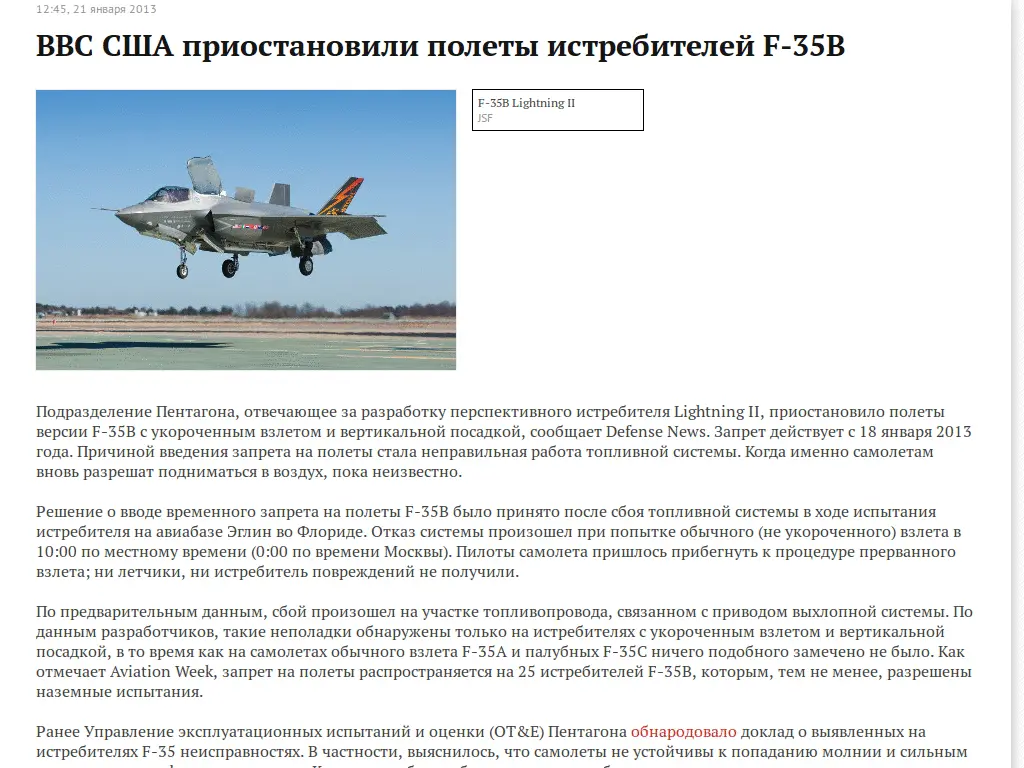 12:45, 21 января 2013
ВВС США приостановили полеты истребителей F-35B
F-35B Lightning II
JSF
Подразделение Пентагона, отвечающее за разработку перспективного истребителя Lightning II, приостановило полеты
версии F-35B с укороченным взлетом и вертикальной посадкой, сообщает Defense News. Запрет действует с 18 января 2013
года. Причиной введения запрета на полеты стала неправильная работа топливной системы. Когда именно самолетам
вновь разрешат подниматься в воздух, пока неизвестно.
Решение о вводе временного запрета на полеты F-35B было принято после сбоя топливной системы в ходе испытания
истребителя на авиабазе Эглин во Флориде. Отказ системы произошел при попытке обычного (не укороченного) взлета в
10:00 по местному времени (0:00 по времени Москвы). Пилоты самолета пришлось прибегнуть к процедуре прерванного
взлета; ни летчики, ни истребитель повреждений не получили.
По предварительным данным, сбой произошел на участке топливопровода, связанном с приводом выхлопной системы. По
данным разработчиков, такие неполадки обнаружены только на истребителях с укороченным взлетом и вертикальной
посадкой, в то время как на самолетах обычного взлета F-35A и палубных F-35C ничего подобного замечено не было. Как
отмечает Aviation Week, запрет на полеты распространяется на 25 истребителей F-35B, которым, тем не менее, разрешены
наземные испытания.
Ранее Управление эксплуатационных испытаний и оценки (OT&E) Пентагона обнародовало доклад о выявленных на
истребителях F-35 неисправностях. В частности, выяснилось, что самолеты не устойчивы к попаданию молнии и сильным